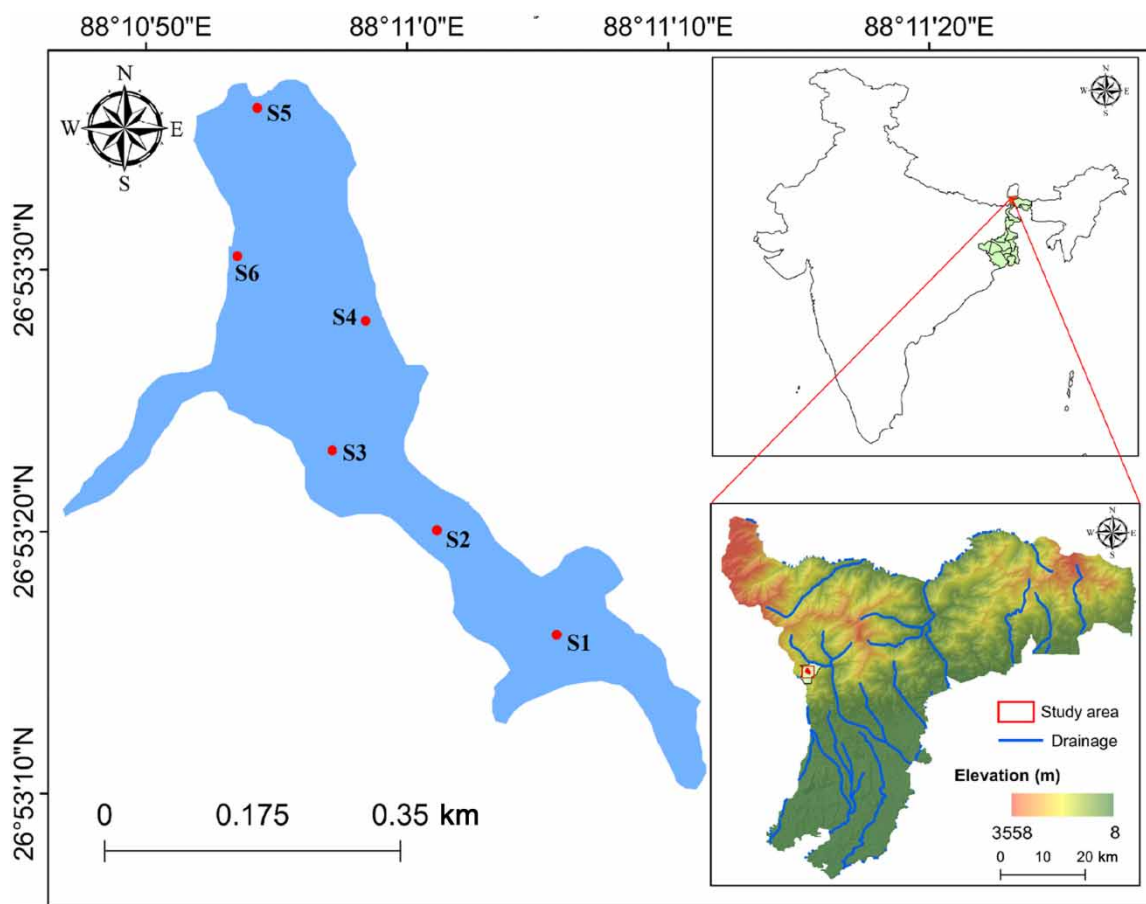 88°10'50"E 88°11'0"E 88°11'10"E 88°11'20"E
N
W E
S
S5
26°53'30"N
S6
S4
S3
26°53'20"N
S2
S1
26°53'10"N
0 0.175 0.35 km
Study area
Drainage
Elevation (m)
3558 8
0 10 20 km